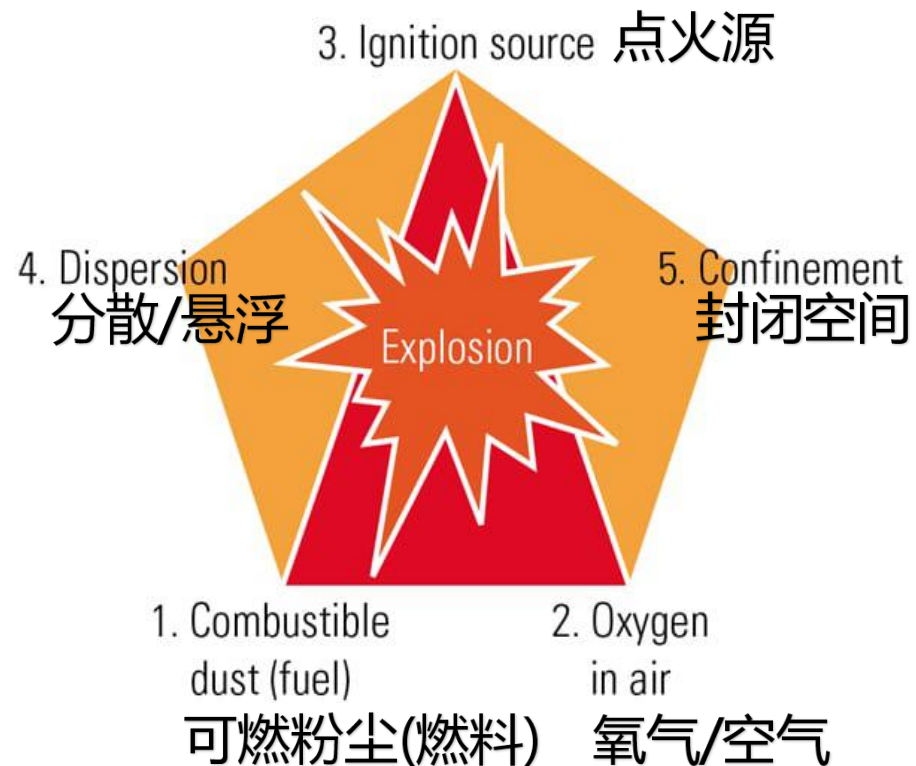 3. Ignition source 点火源
4. Dispersion
分散/悬浮
5. Confinement
封闭空间
Explosion
1. Combustible
dust (fuel)
可燃粉尘(燃料)
2. Oxygen
in air
氧气/空气